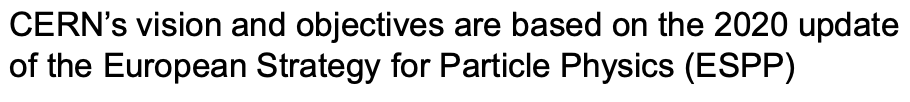 CERN’s vision and objectives are based on the 2020 update
of the European Strategy for Particle Physics (ESPP)